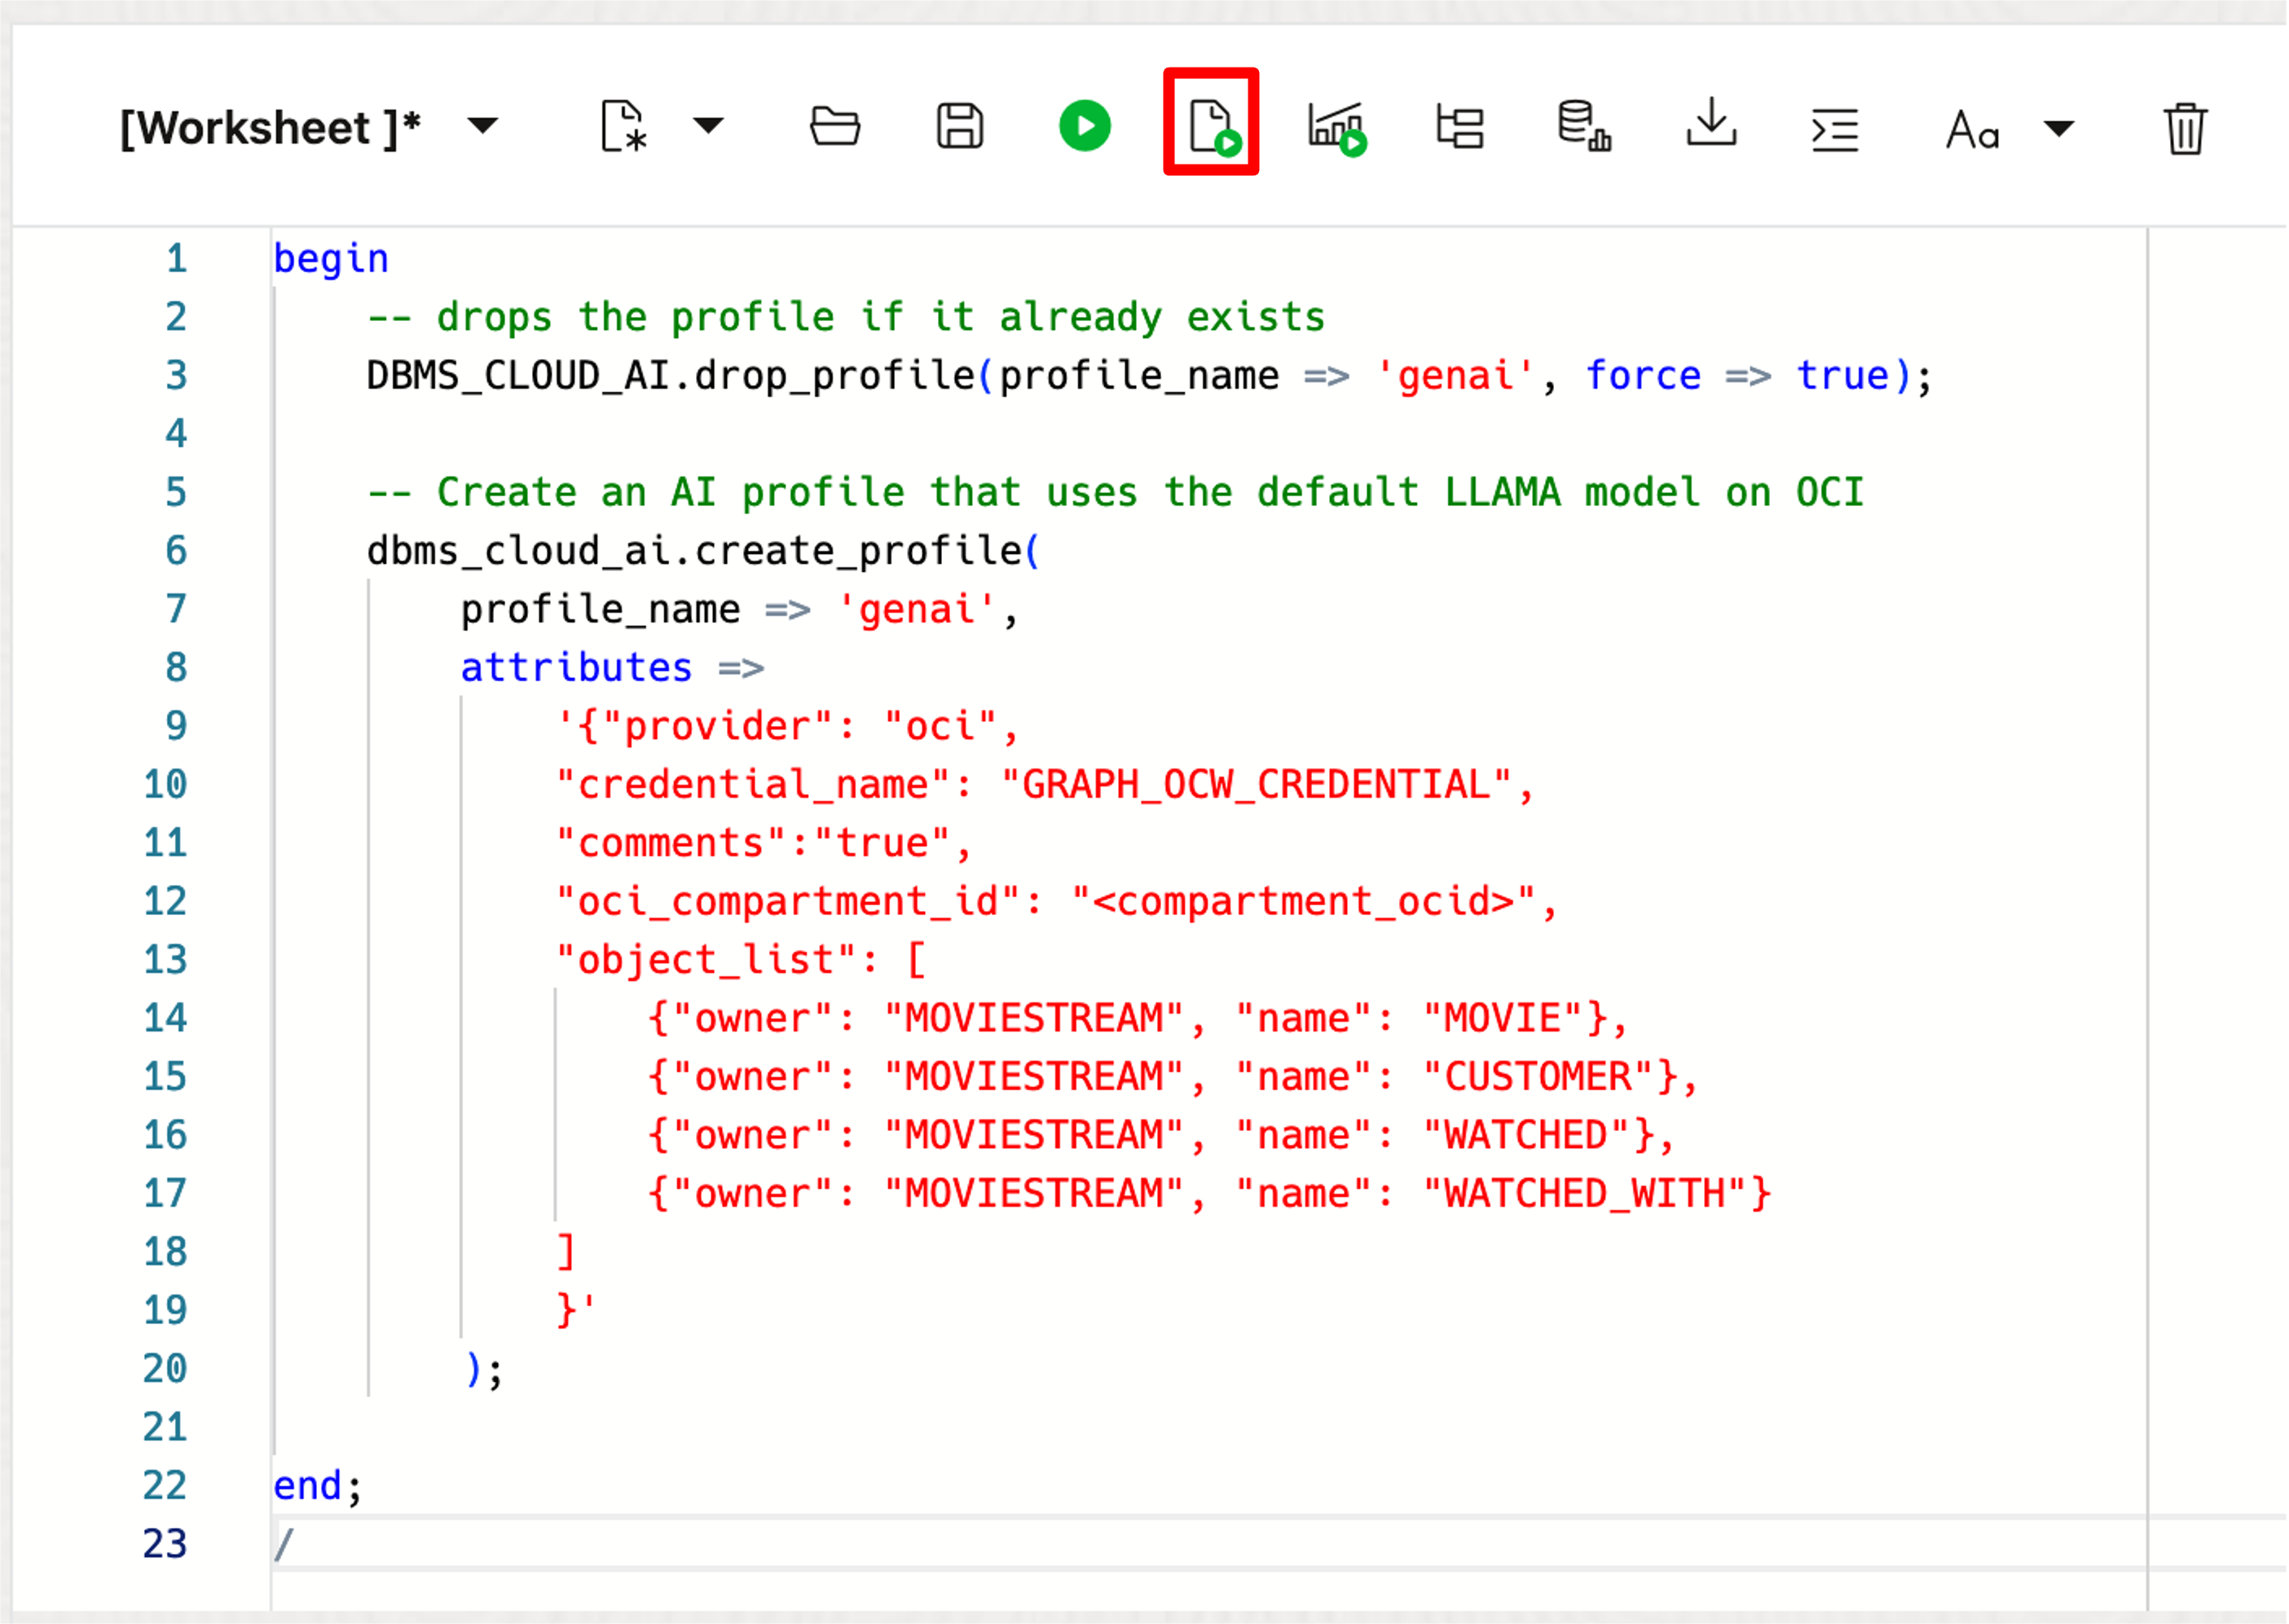 [Worksheet ]*
Aa
1 begin
2 -- drops the profile if it already exists
3 DBMS_CLOUD_AI.drop_profile(profile_name => 'genai', force => true);
4
5 -- Create an AI profile that uses the default LLAMA model on OCI
6 dbms_cloud_ai.create_profile(
7 profile_name => 'genai',
8 attributes =>
9 '{"provider": "oci",
10 "credential_name": "GRAPH_OCW_CREDENTIAL",
11 "comments":"true",
12 "oci_compartment_id": "<compartment_ocid>",
13 "object_list": [
14 {"owner": "MOVIESTREAM", "name": "MOVIE"},
15 {"owner": "MOVIESTREAM", "name": "CUSTOMER"},
16 {"owner": "MOVIESTREAM", "name": "WATCHED"},
17 {"owner": "MOVIESTREAM", "name": "WATCHED_WITH"}
18 ]
19 }'
20 );
21
22 end;
23 /